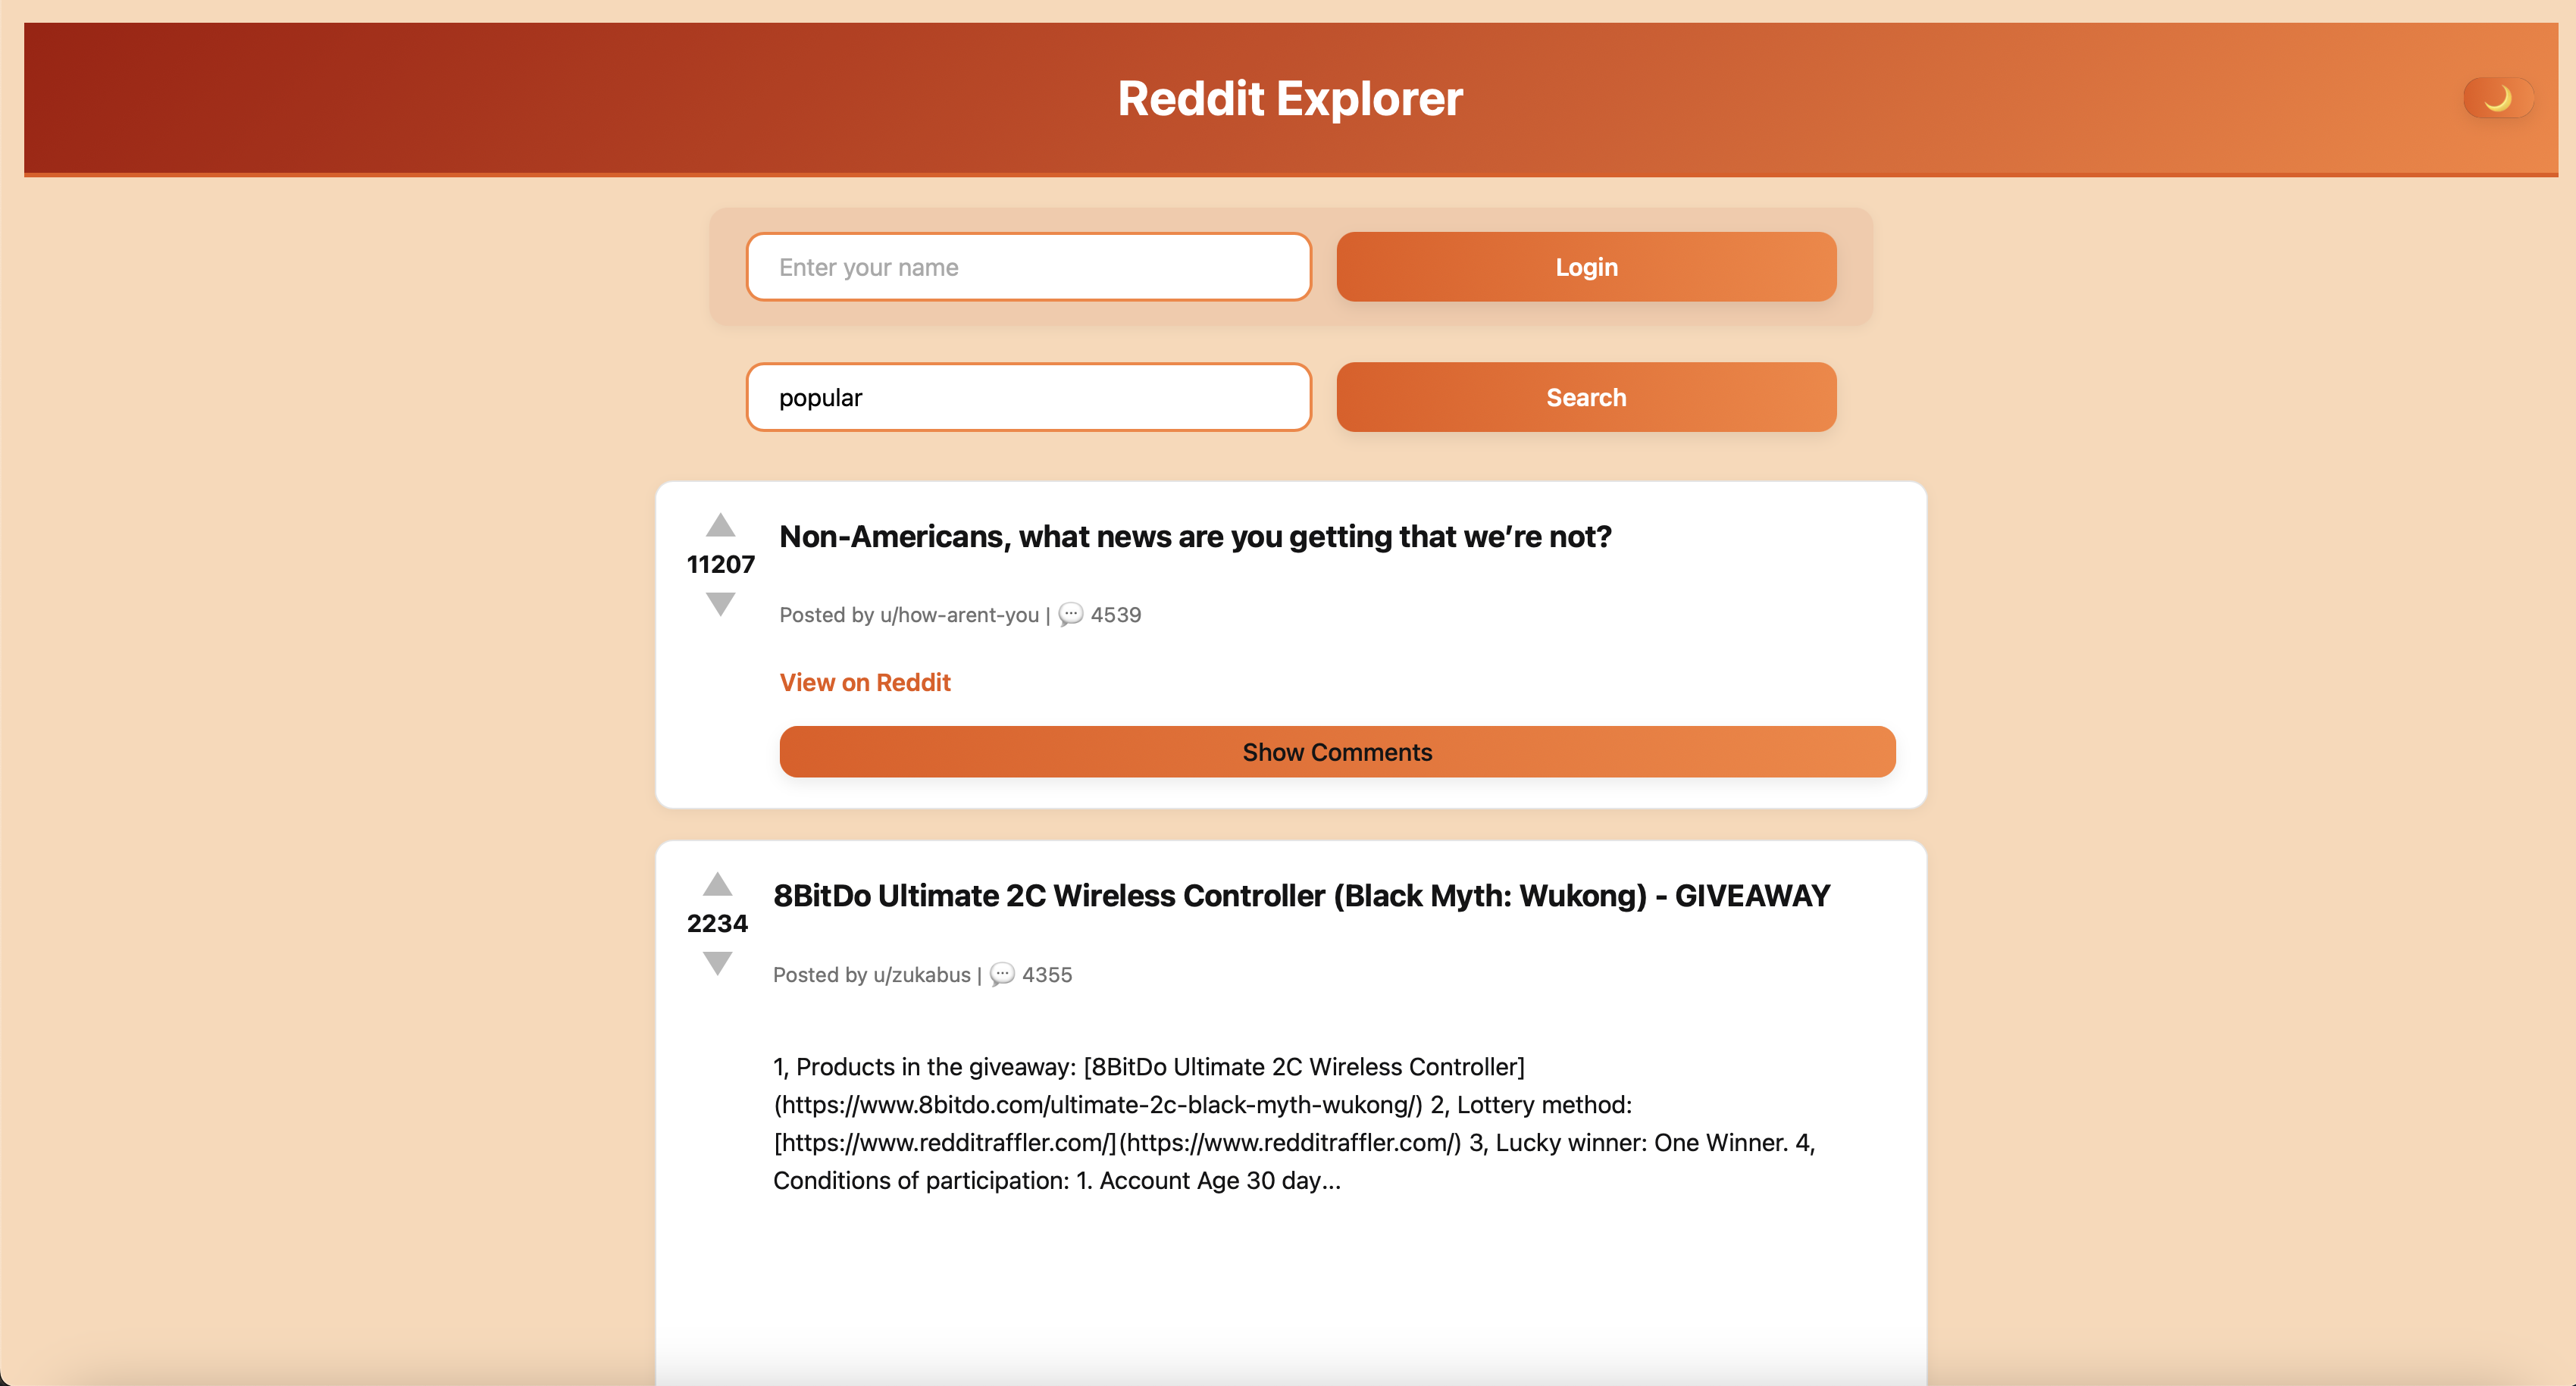 Reddit Explorer
Enter your name
Login
popular
Search
11207
Non-Americans, what news are you getting that we’re not?
Posted by u/how-arent-you | 💬 4539
View on Reddit
Show Comments
2234
8BitDo Ultimate 2C Wireless Controller (Black Myth: Wukong) - GIVEAWAY
Posted by u/zukabus | 💬 4355
1, Products in the giveaway: [8BitDo Ultimate 2C Wireless Controller]
(https://www.8bitdo.com/ultimate-2c-black-myth-wukong/) 2, Lottery method:
[https://www.redditraffler.com/](https://www.redditraffler.com/) 3, Lucky winner: One Winner. 4,
Conditions of participation: 1. Account Age 30 day...